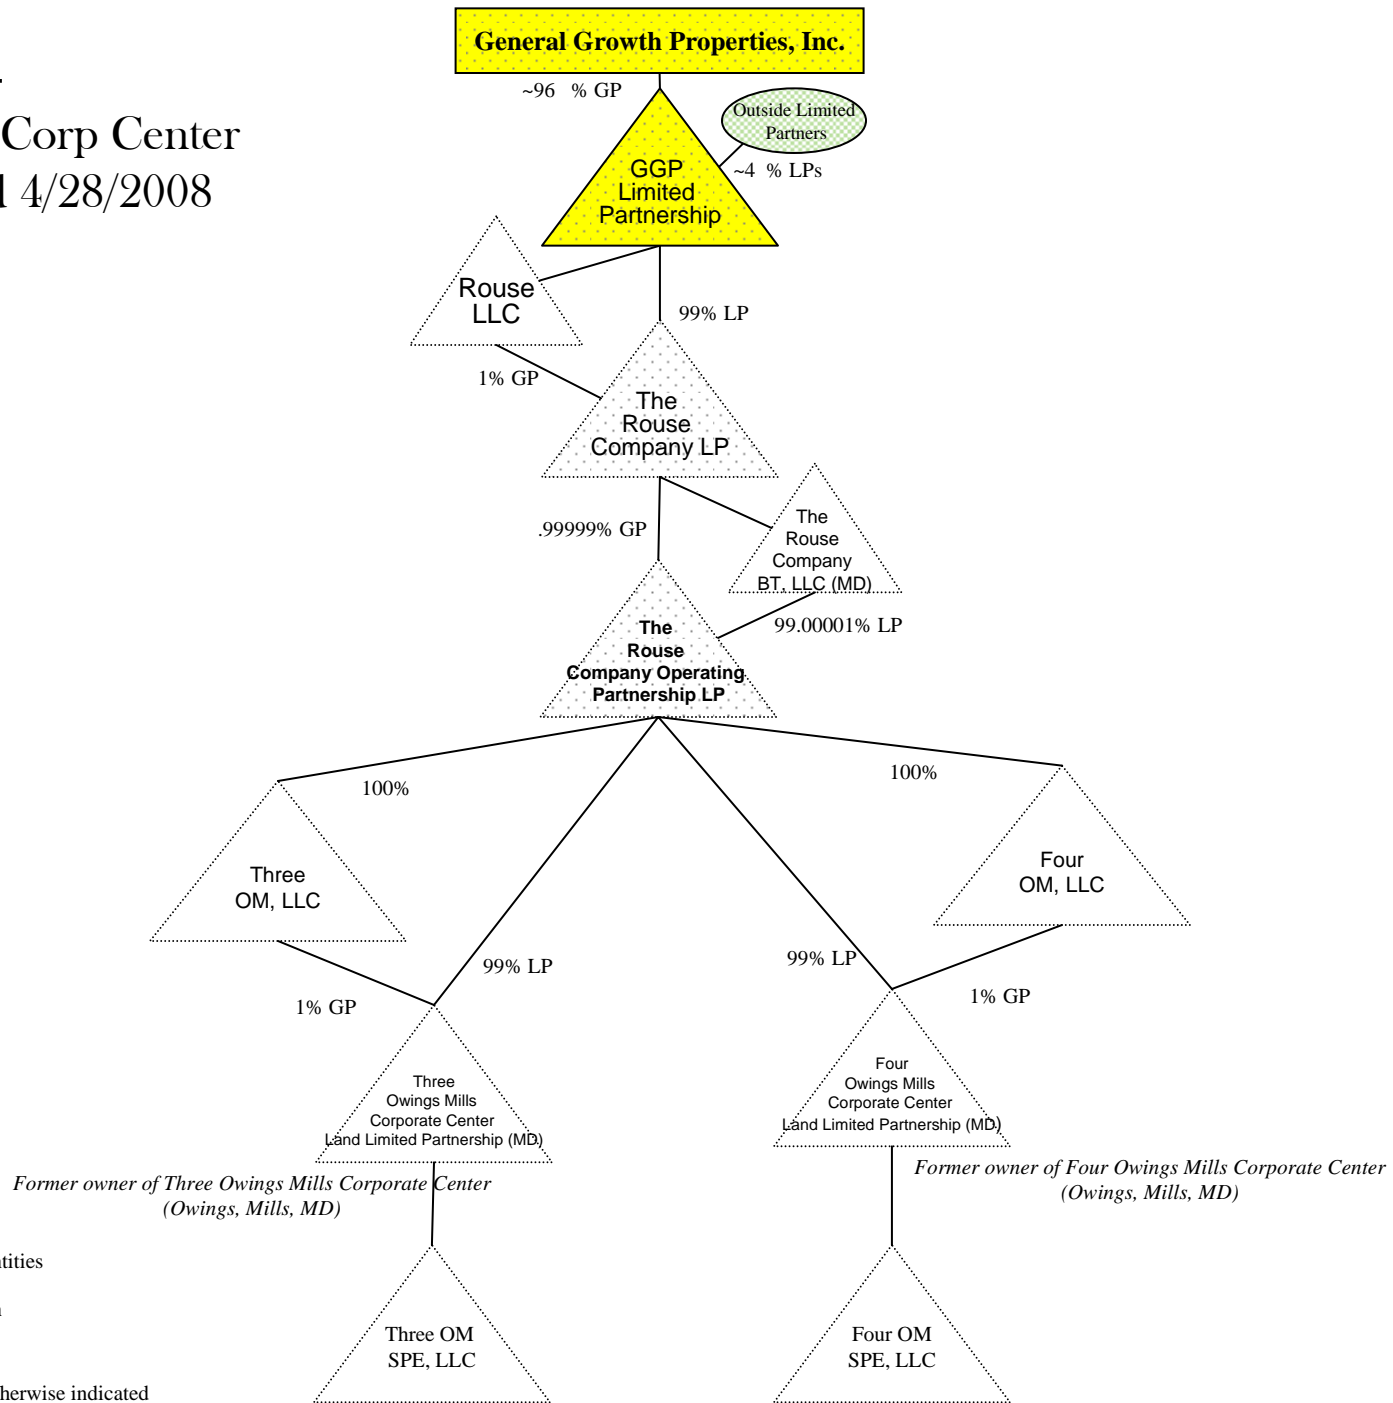 General Growth Properties, Inc.
~96 % GP
Outside Limited
Partners
Corp Center
4/28/2008
GGP
Limited
Partnership
~4 % LPs
Rouse
LLC
99% LP
1% GP
The
Rouse
Company LP
.99999% GP
The
Rouse
Company
BT, LLC (MD)
99.00001% LP
The
Rouse
Company Operating
Partnership LP
100%
100%
Three
OM, LLC
Four
OM, LLC
99% LP
99% LP
1% GP
1% GP
Three
Owings Mills
Corporate Center
Land Limited Partnership (MD)
Four
Owings Mills
Corporate Center
Land Limited Partnership (MD)
Former owner of Three Owings Mills Corporate Center
(Owings, Mills, MD)
Former owner of Four Owings Mills Corporate Center
(Owings, Mills, MD)
Three OM
SPE, LLC
Four OM
SPE, LLC
indicated